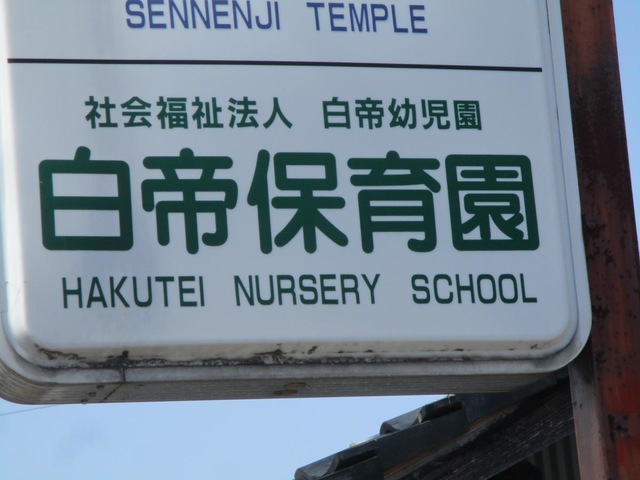 SENNENJI TEMPLE
社会福祉法人 白帝幼児園
白帝保育園
HAKUTEI NURSERY SCHOOL